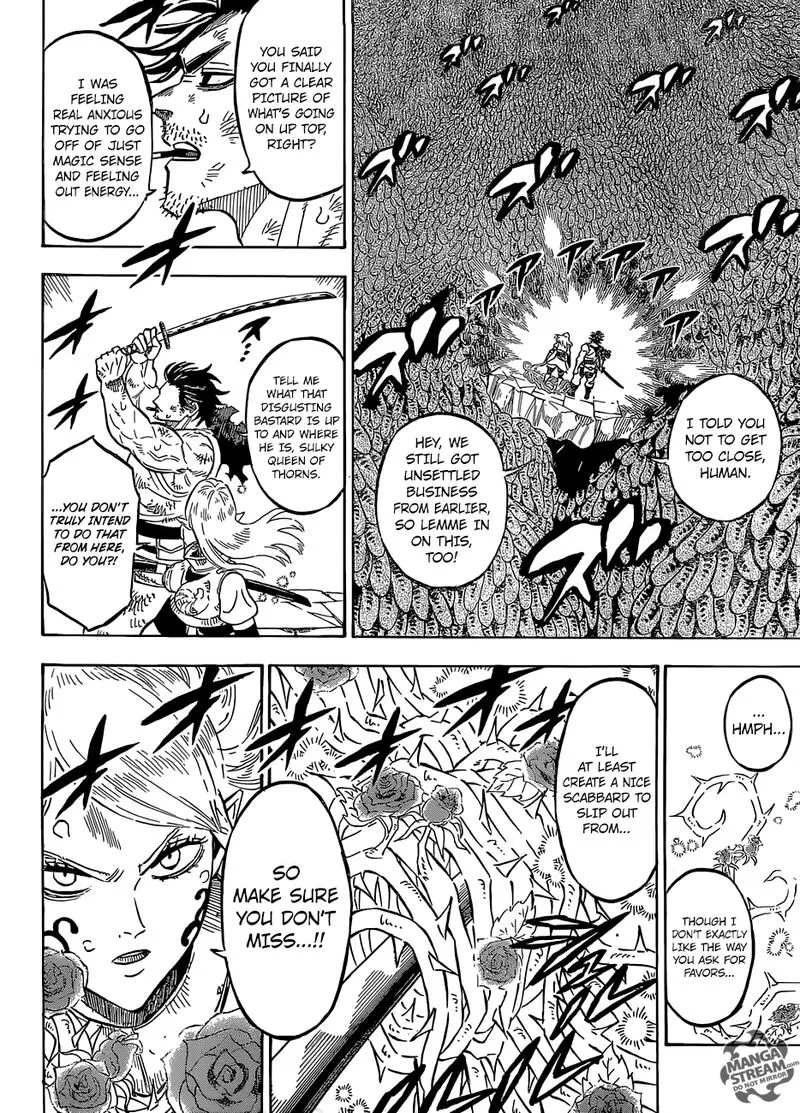 I TOLD YOU
NOT TO GET
TOO CLOSE,
HUMAN.
HEY, WE
STILL GOT
UNSETTLED
BUSINESS
FROM EARLIER,
SO LEMME IN
ON THIS,
TOO!
YOU SAID
YOU FINALLY
GOT A CLEAR
PICTURE OF
WHAT'S GOING
ON UP TOP,
RIGHT?
I WAS
FEELING
REAL ANXIOUS
TRYING TO GO
OFF OF JUST
MAGIC SENSE
AND FEELING
OUT ENERGY...
TELL ME
WHAT THAT
DISGUSTING
BASTARD IS UP
TO AND WHERE
HE IS, SULKY
QUEEN OF
THORNS.
...YOU DON'T
TRULY INTEND
TO DO THAT
FROM HERE,
DO YOU?!
...
HMPH...
THOUGH I
DON'T EXACTLY
LIKE THE WAY
YOU ASK FOR
FAVORS...
I'LL
AT LEAST
CREATE A NICE
SCABBARD TO
SLIP OUT
FROM...
SO
MAKE SURE
YOU DON'T
MISS...!!
MANGA
STREAM.com
DO NOT MIRROR